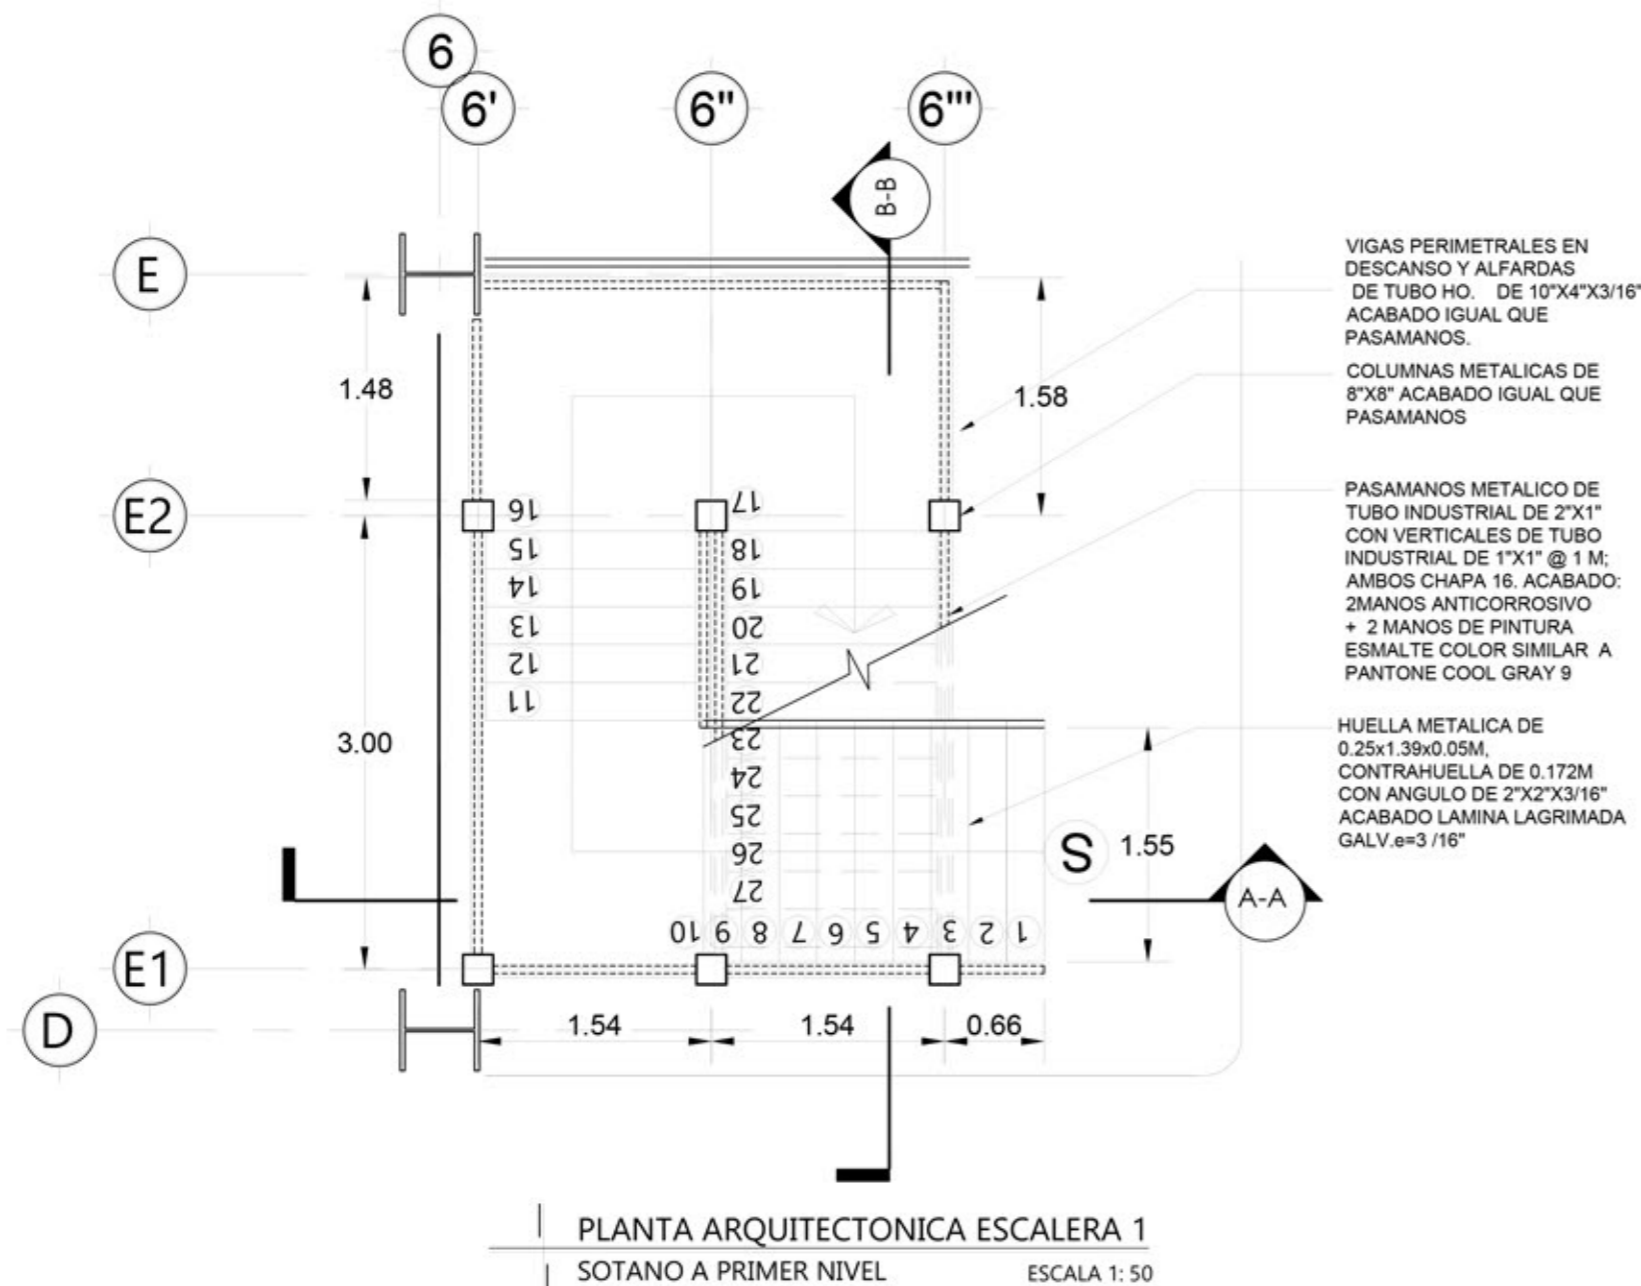 6
6'
6"
6'''
B-B
E
VIGAS PERIMETRALES EN
DESCANSO Y ALFARDAS
DE TUBO HO. DE 10"X4"X3/16"
ACABADO IGUAL QUE
PASAMANOS.
COLUMNAS METALICAS DE
8"X8" ACABADO IGUAL QUE
PASAMANOS
1.48
1.58
PASAMANOS METALICO DE
TUBO INDUSTRIAL DE 2"X1"
CON VERTICALES DE TUBO
INDUSTRIAL DE 1"X1" @ 1 M;
AMBOS CHAPA 16. ACABADO:
2MANOS ANTICORROSIVO
+ 2 MANOS DE PINTURA
ESMALTE COLOR SIMILAR A
PANTONE COOL GRAY 9
E2
16
17
15
18
14
19
13
20
12
21
11
22
23
24
25
26
27
3.00
HUELLA METALICA DE
0.25x1.39x0.05M,
CONTRAHUELLA DE 0.172M
CON ANGULO DE 2"X2"X3/16"
ACABADO LAMINA LAGRIMADA
GALV.e=3 /16"
S
1.55
A-A
10 9 8 7 6 5 4 3 2 1
E1
D
1.54
1.54
0.66
PLANTA ARQUITECTONICA ESCALERA 1
SOTANO A PRIMER NIVEL
ESCALA 1: 50